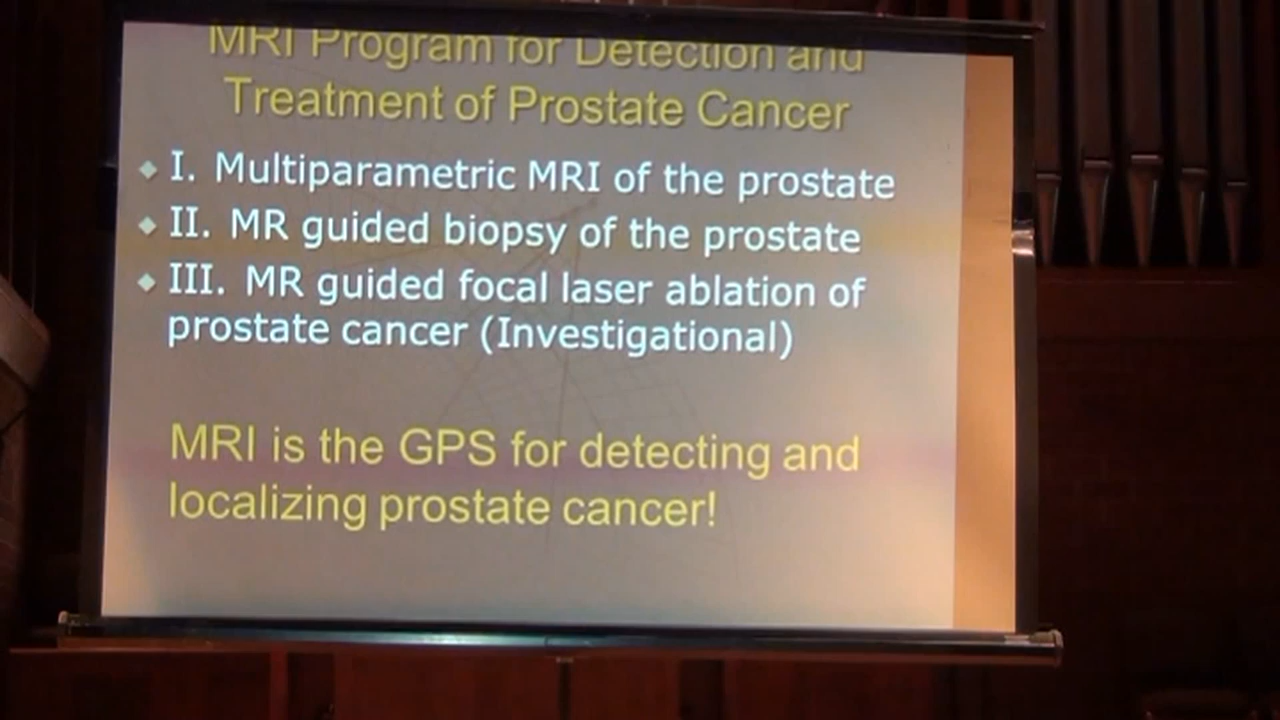 MRI Program for Detection and
Treatment of Prostate Cancer
I. Multiparametric MRI of the prostate
II. MR guided biopsy of the prostate
III. MR guided focal laser ablation of
prostate cancer (Investigational)
MRI is the GPS for detecting and
localizing prostate cancer!